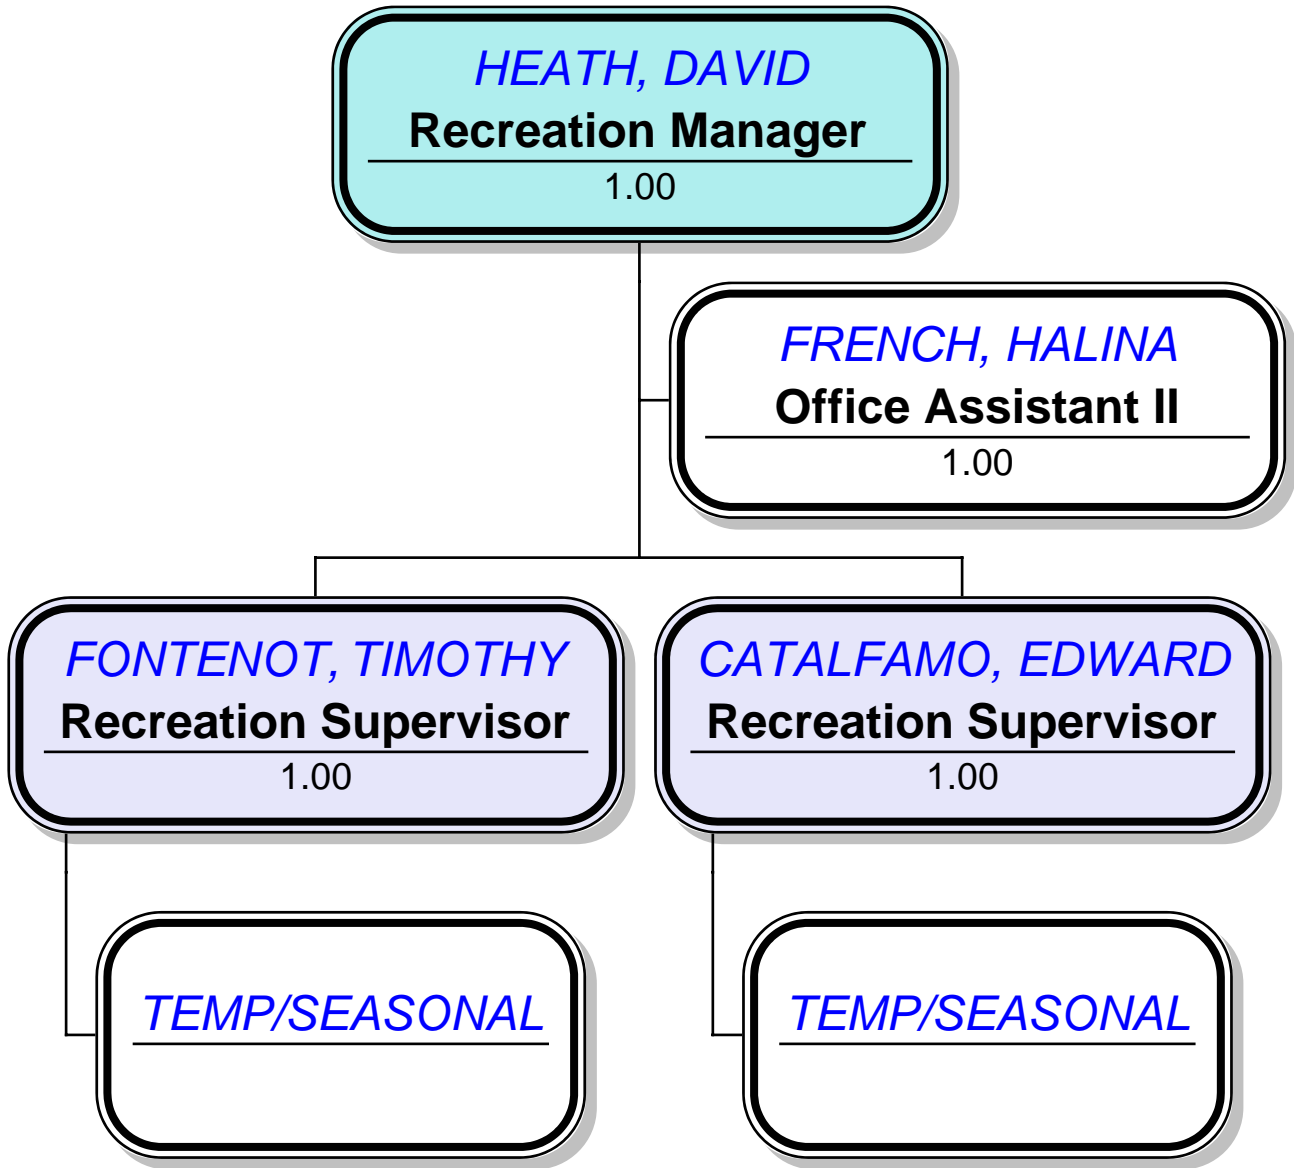 HEATH, DAVID
Recreation Manager
1.00
FRENCH, HALINA
Office Assistant II
1.00
FONTENOT, TIMOTHY
Recreation Supervisor
1.00
CATALFAMO, EDWARD
Recreation Supervisor
1.00
TEMP/SEASONAL
TEMP/SEASONAL